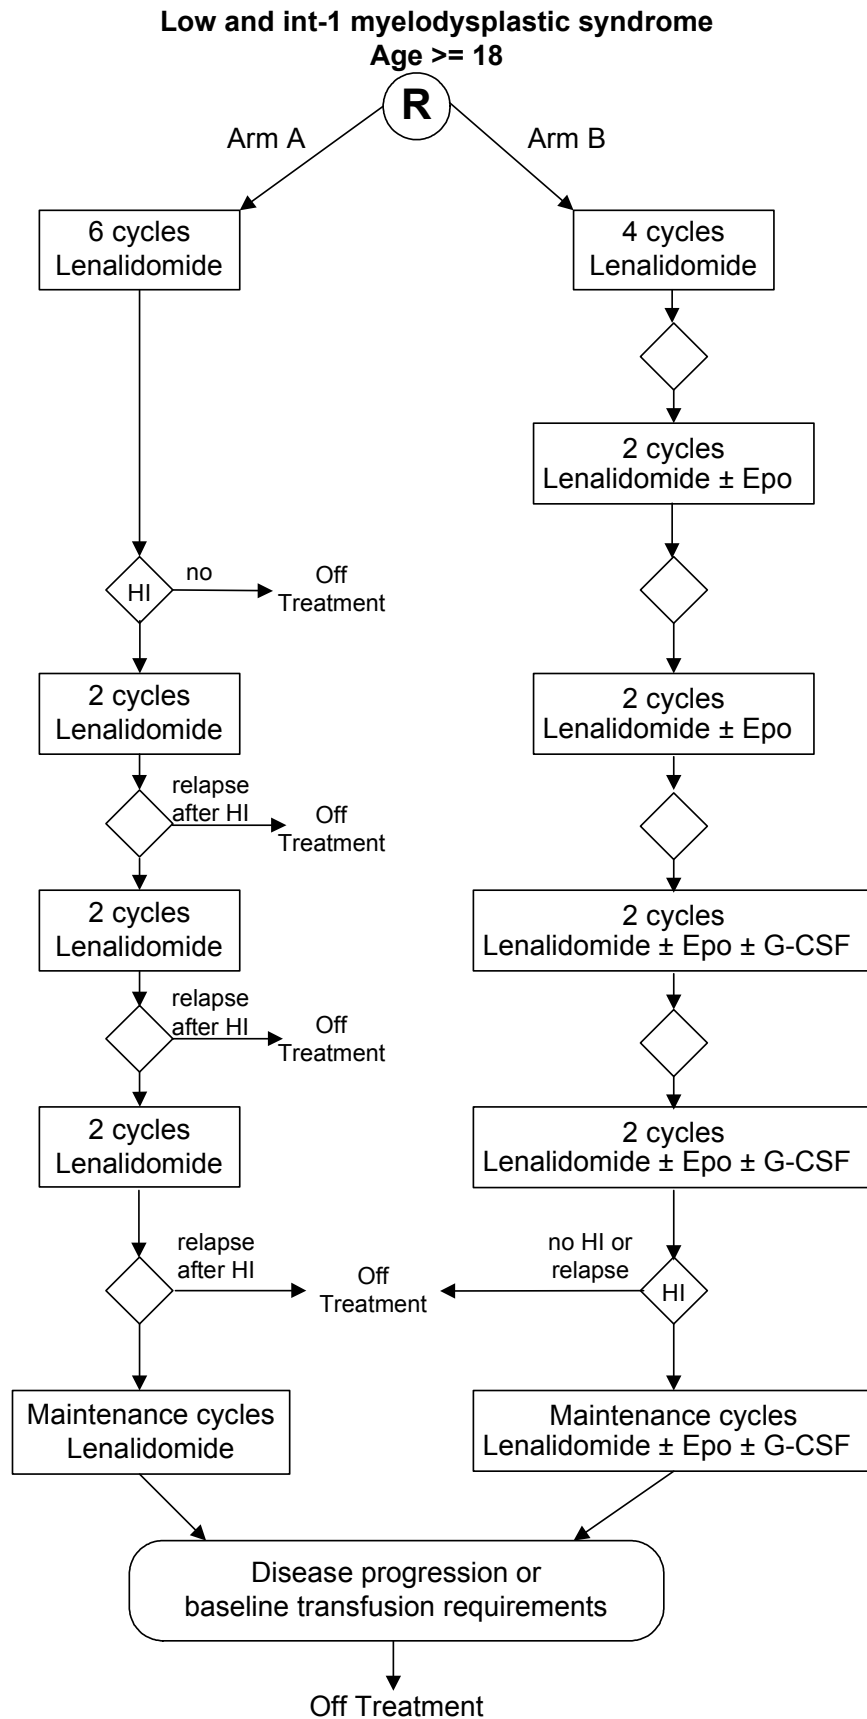 Low and int-1 myelodysplastic syndrome
Age >= 18
R
Arm A
Arm B
6 cycles
Lenalidomide
4 cycles
Lenalidomide
2 cycles
Lenalidomide ± Epo
HI
no
Off
Treatment
2 cycles
Lenalidomide
2 cycles
Lenalidomide ± Epo
relapse
after HI
Off
Treatment
2 cycles
Lenalidomide
2 cycles
Lenalidomide ± Epo ± G-CSF
relapse
after HI
Off
Treatment
2 cycles
Lenalidomide
2 cycles
Lenalidomide ± Epo ± G-CSF
relapse
after HI
Off
Treatment
no HI or
relapse
HI
Maintenance cycles
Lenalidomide
Maintenance cycles
Lenalidomide ± Epo ± G-CSF
Disease progression or
baseline transfusion requirements
Off Treatment